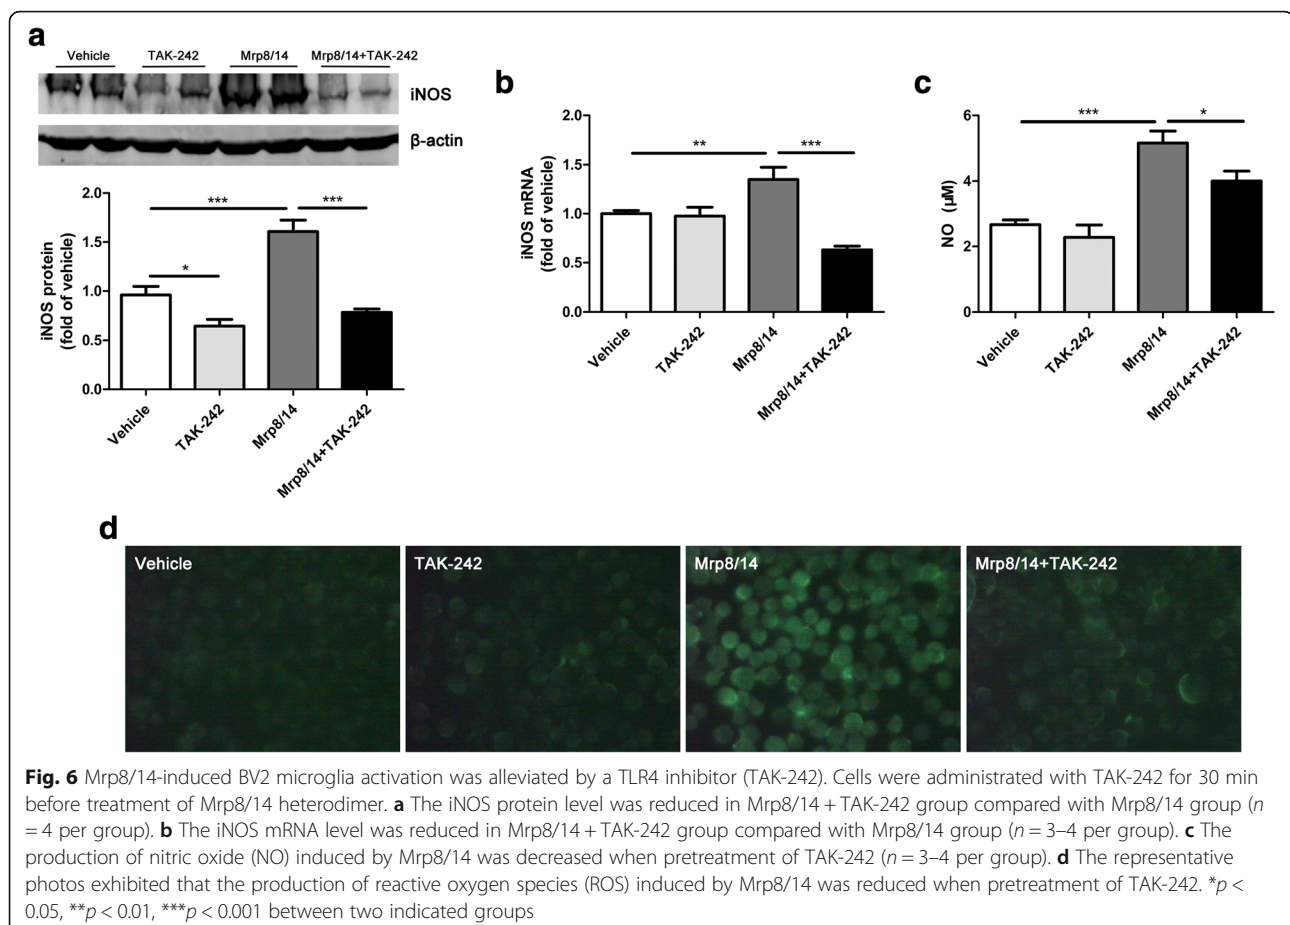 a
Vehicle TAK-242 Mrp8/14 Mrp8/14+TAK-242
iNOS
β-actin
2.0
1.5
1.0
0.5
0.0
iNOS protein
(fold of vehicle)
***
***
*
Vehicle
TAK-242
Mrp8/14
Mrp8/14+TAK-242
b
2.0
1.5
1.0
0.5
0.0
iNOS mRNA
(fold of vehicle)
**
***
Vehicle
TAK-242
Mrp8/14
Mrp8/14+TAK-242
c
6
4
2
0
NO (µM)
***
*
Vehicle
TAK-242
Mrp8/14
Mrp8/14+TAK-242
d
Vehicle
TAK-242
Mrp8/14
Mrp8/14+TAK-242
Fig. 6 Mrp8/14-induced BV2 microglia activation was alleviated by a TLR4 inhibitor (TAK-242). Cells were administrated with TAK-242 for 30 min
before treatment of Mrp8/14 heterodimer. a The iNOS protein level was reduced in Mrp8/14 + TAK-242 group compared with Mrp8/14 group (n
= 4 per group). b The iNOS mRNA level was reduced in Mrp8/14 + TAK-242 group compared with Mrp8/14 group (n = 3–4 per group). c The
production of nitric oxide (NO) induced by Mrp8/14 was decreased when pretreatment of TAK-242 (n = 3–4 per group). d The representative
photos exhibited that the production of reactive oxygen species (ROS) induced by Mrp8/14 was reduced when pretreatment of TAK-242. *p <
0.05, **p < 0.01, ***p < 0.001 between two indicated groups